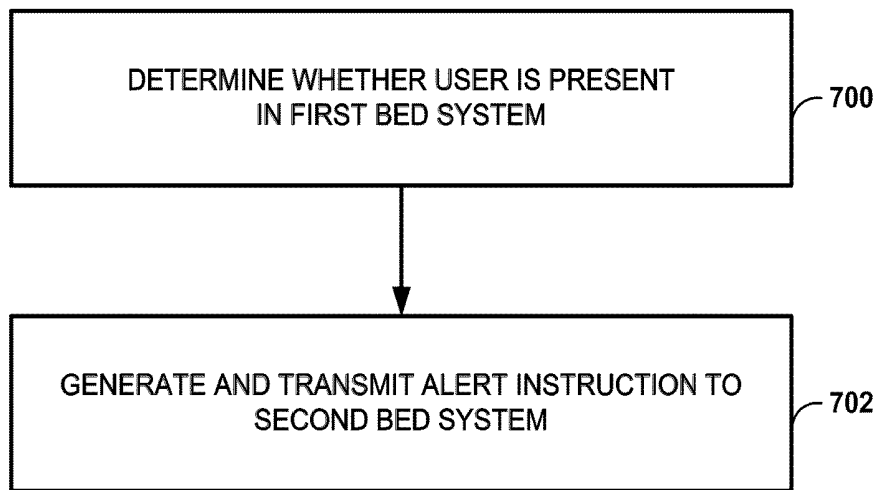 DETERMINE WHETHER USER IS PRESENT
IN FIRST BED SYSTEM
700
GENERATE AND TRANSMIT ALERT INSTRUCTION TO
SECOND BED SYSTEM
702